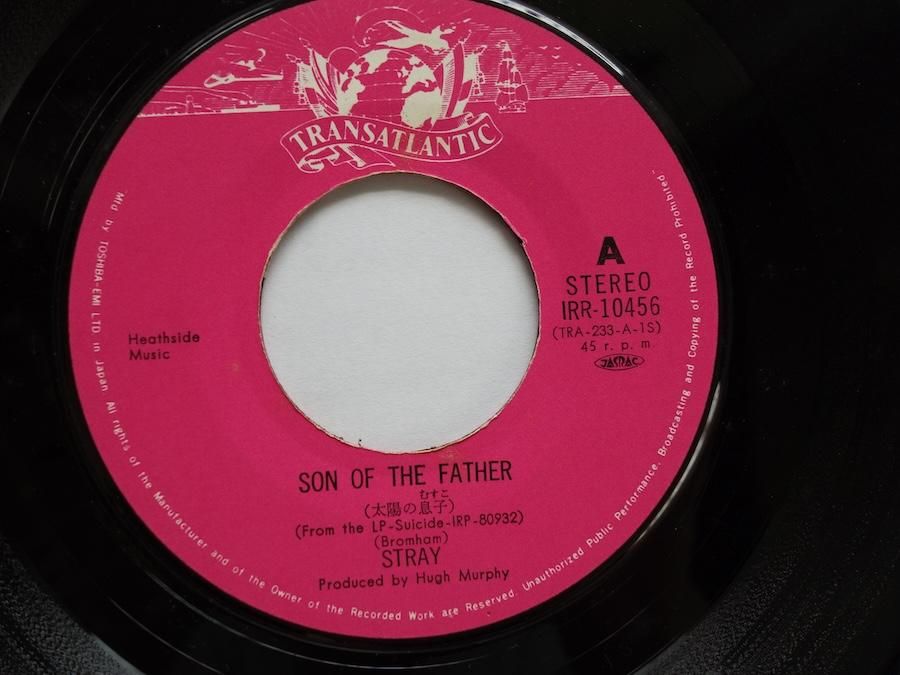 TRANSATLANTIC
A
STEREO
IRR-10456
(TRA-233-A-1S)
45 r. p. m.
JASRAC
Heathside
Music
SON OF THE FATHER
むすこ
(太陽の息子)
(From the LP-Suicide-IRP-80932)
(Bromham)
STRAY
Produced by Hugh Murphy
Mfd by TOSHIBA-EMI LTD in Japan. All rights of the Manufacturer and of the Owner of the Recorded Work are Reserved. Unauthorized Public Performance, Broadcasting and Copying of the Record Prohibited.